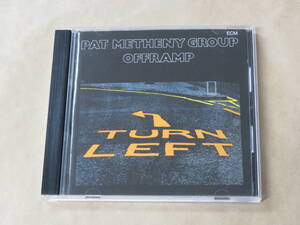 ECM
PAT METHENY GROUP
OFFRAMP
TURN
LEFT